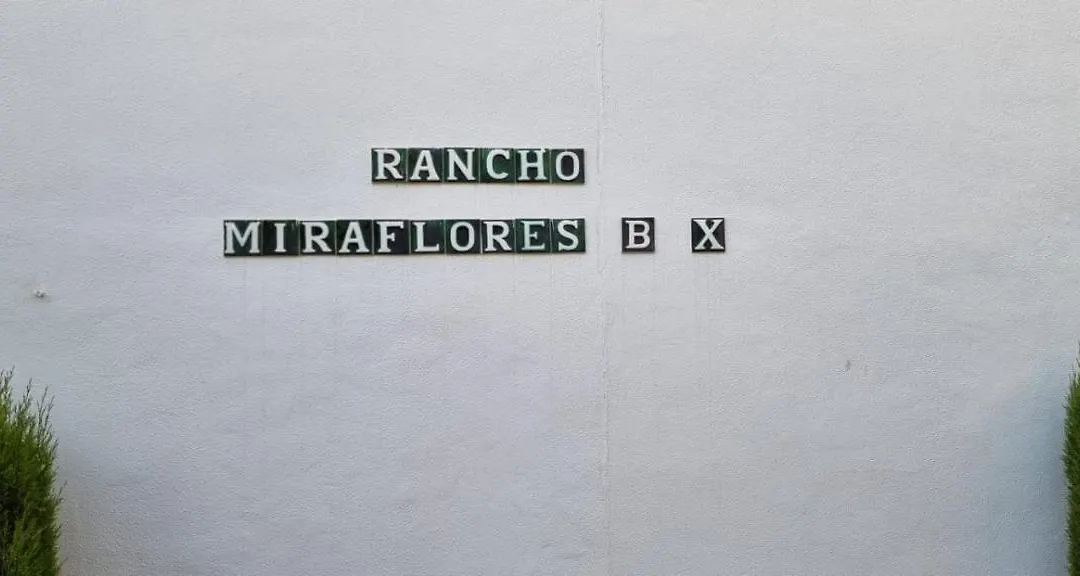 RANCHO
MIRAFLORES B X